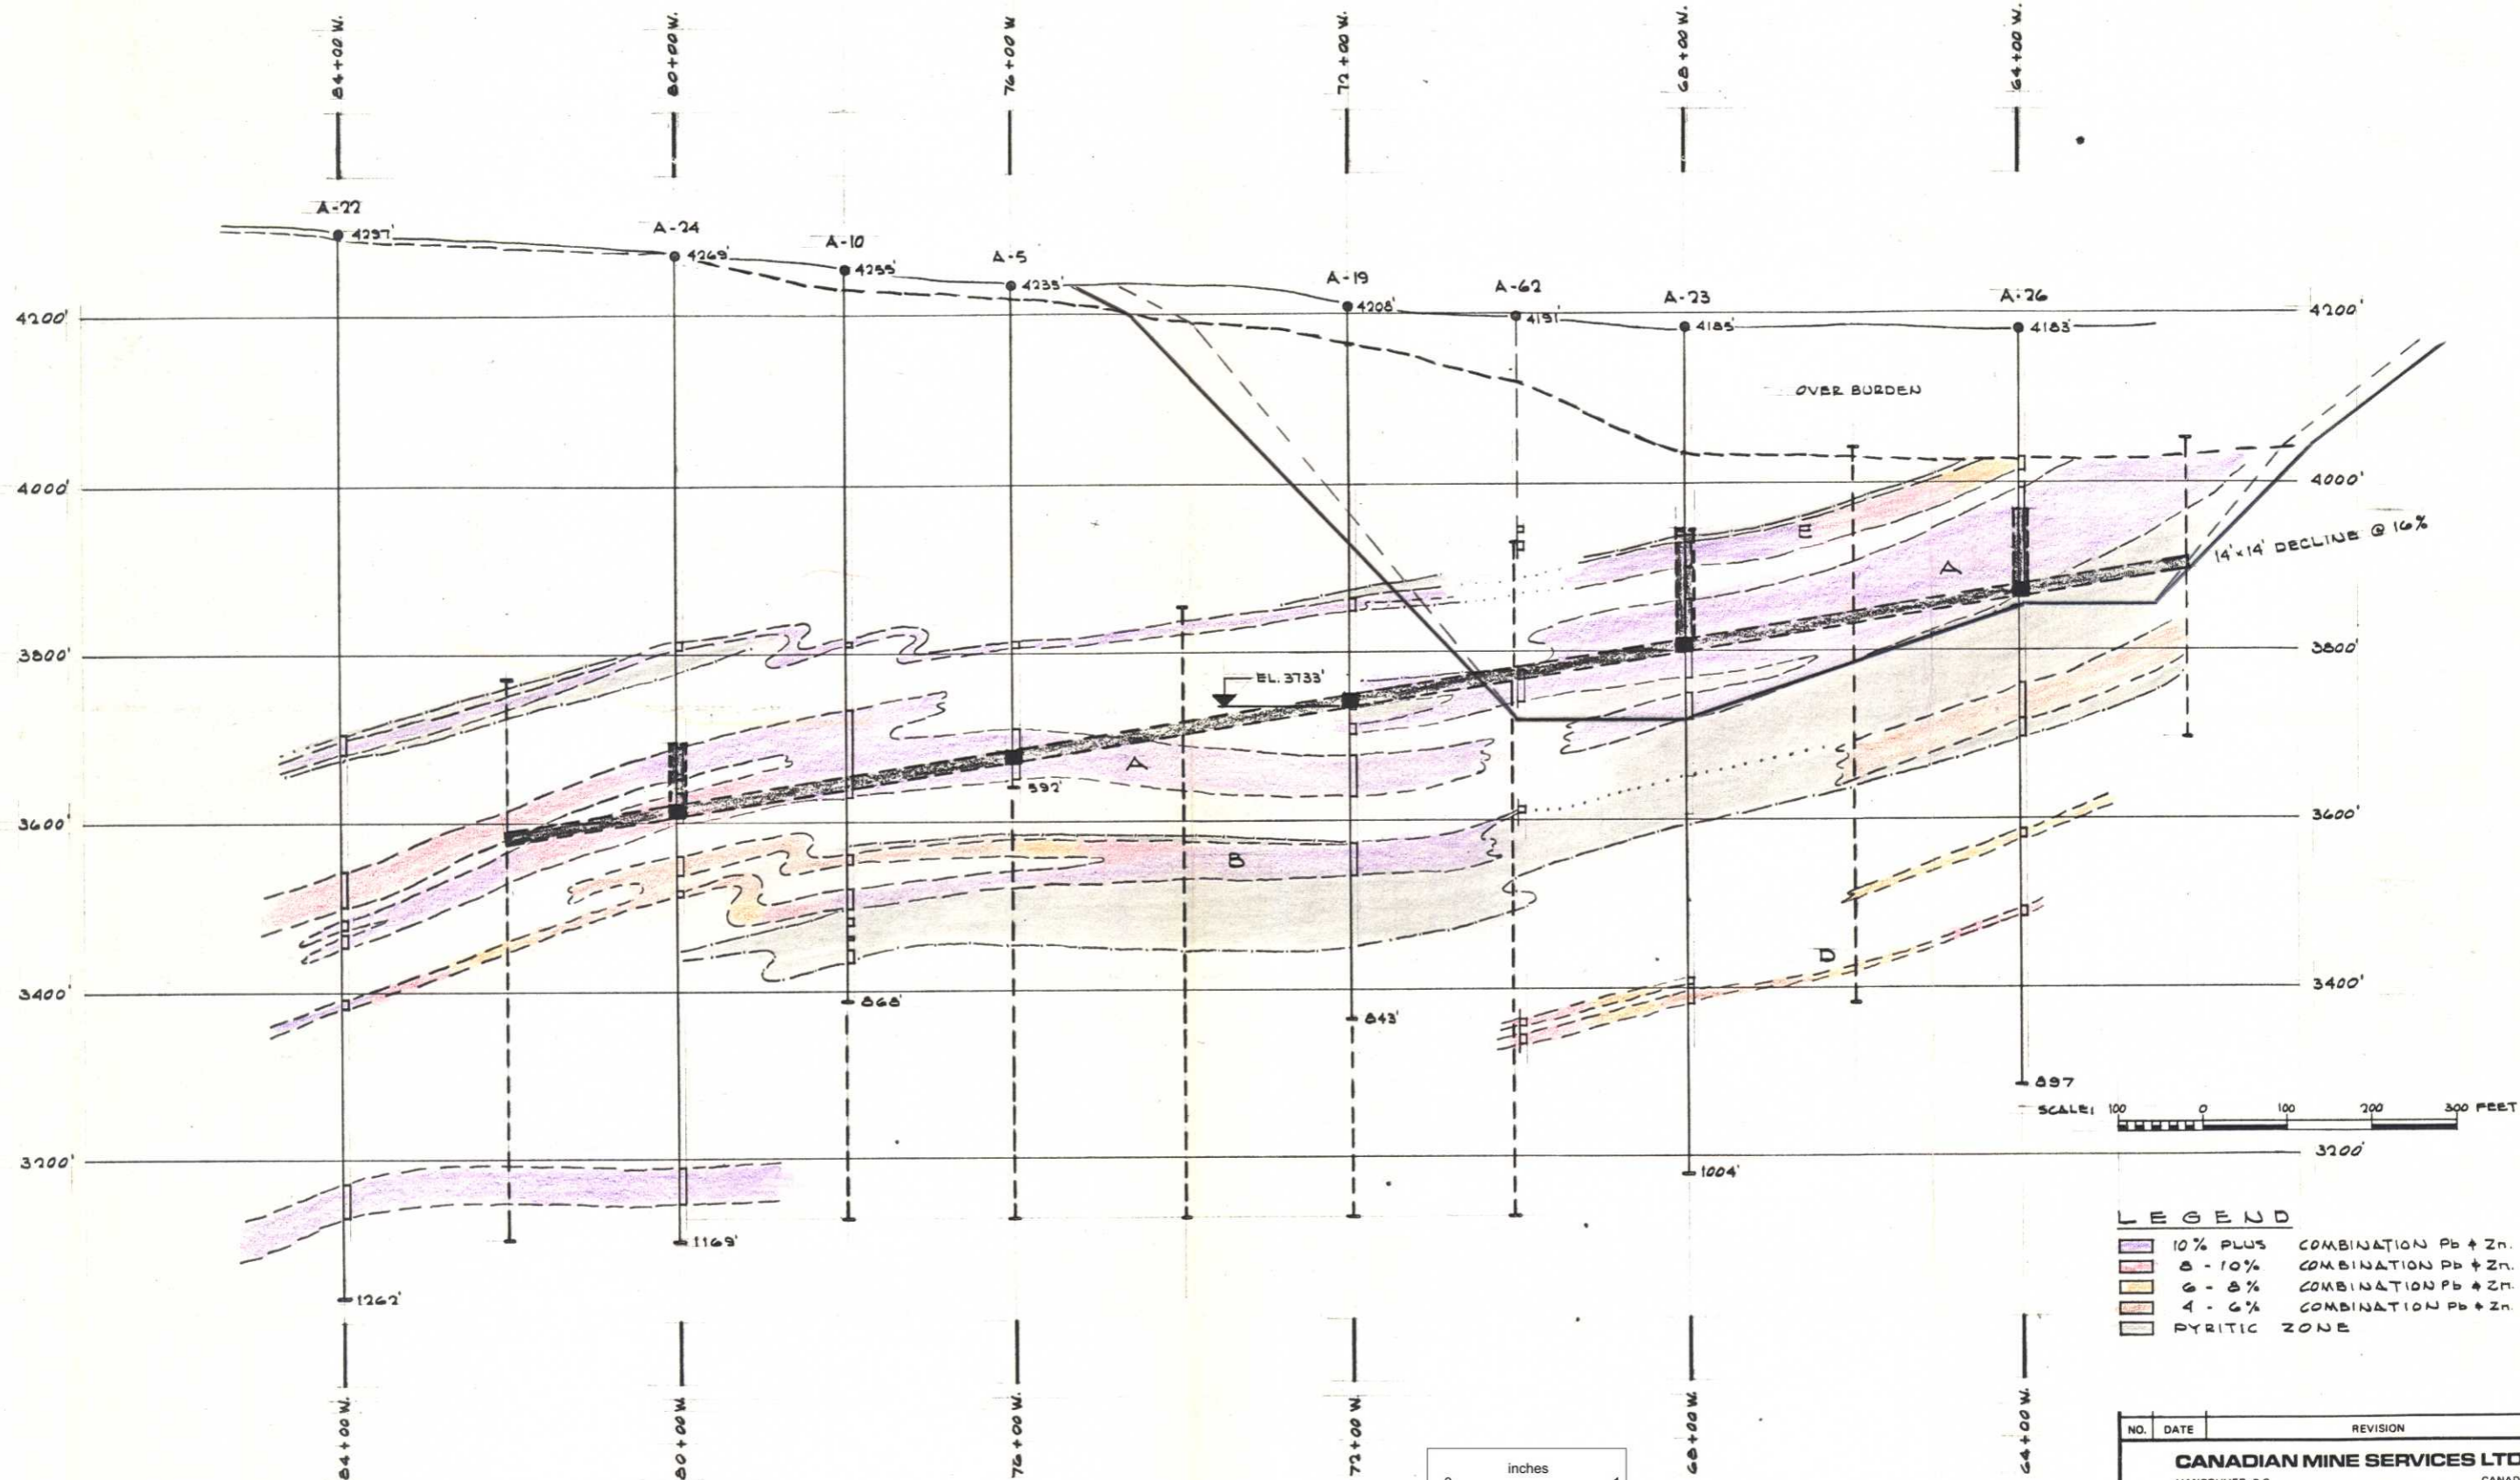 84+00 W.
80+00 W.
76+00 W
72+00 W.
68+00 W.
64+00 W.
A-22
4297'
A-24
4269'
A-10
4255'
A-5
4235'
A-19
4208'
A-62
4191'
A-23
4185'
A-26
4183'
4200'
4200'
OVER BURDEN
4000'
4000'
E
14'x14' DECLINE @ 16%
A
3800'
3800'
EL. 3733'
A
592'
3600'
3600'
B
D
3400'
3400'
868'
843'
897
SCALE: 100 0 100 200 300 FEET
3200'
3200'
1004'
1169'
1262'
LEGEND
10% PLUS COMBINATION Pb & Zn.
8 - 10% COMBINATION Pb & Zn.
6 - 8% COMBINATION Pb & Zn.
4 - 6% COMBINATION Pb & Zn.
PYRITIC ZONE
84+00 W.
80+00 W.
76+00 W.
72+00 W.
68+00 W.
64+00 W.
NO. DATE REVISION
CANADIAN MINE SERVICES LTD
inches